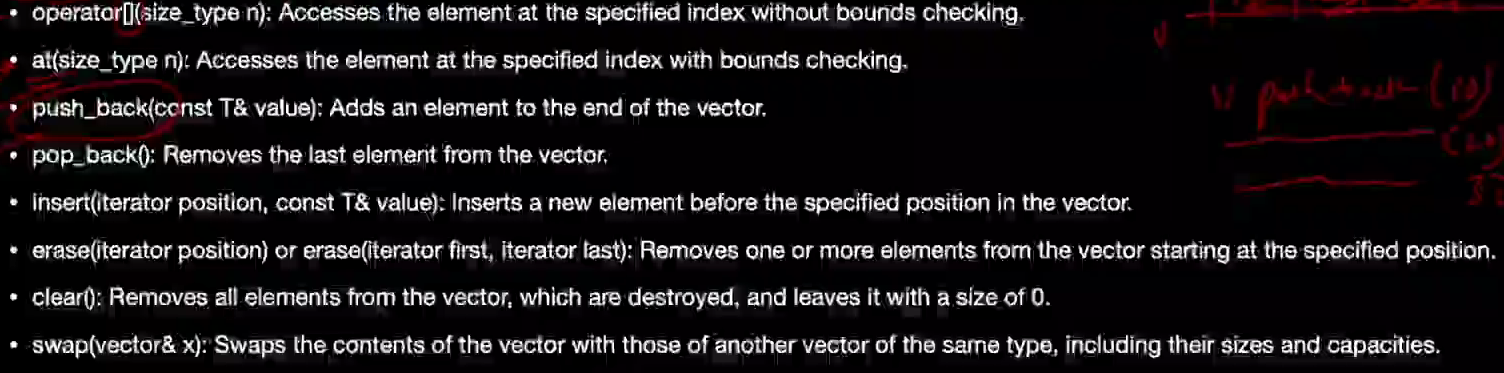 • operator[](size_type n): Accesses the element at the specified index without bounds checking.
• at(size_type n): Accesses the element at the specified index with bounds checking.
• push_back(const T& value): Adds an element to the end of the vector.
• pop_back(): Removes the last element from the vector.
• insert(iterator position, const T& value): Inserts a new element before the specified position in the vector.
• erase(iterator position) or erase(iterator first, iterator last): Removes one or more elements from the vector starting at the specified position.
• clear(): Removes all elements from the vector, which are destroyed, and leaves it with a size of 0.
• swap(vector& x): Swaps the contents of the vector with those of another vector of the same type, including their sizes and capacities.
(10)
(20)